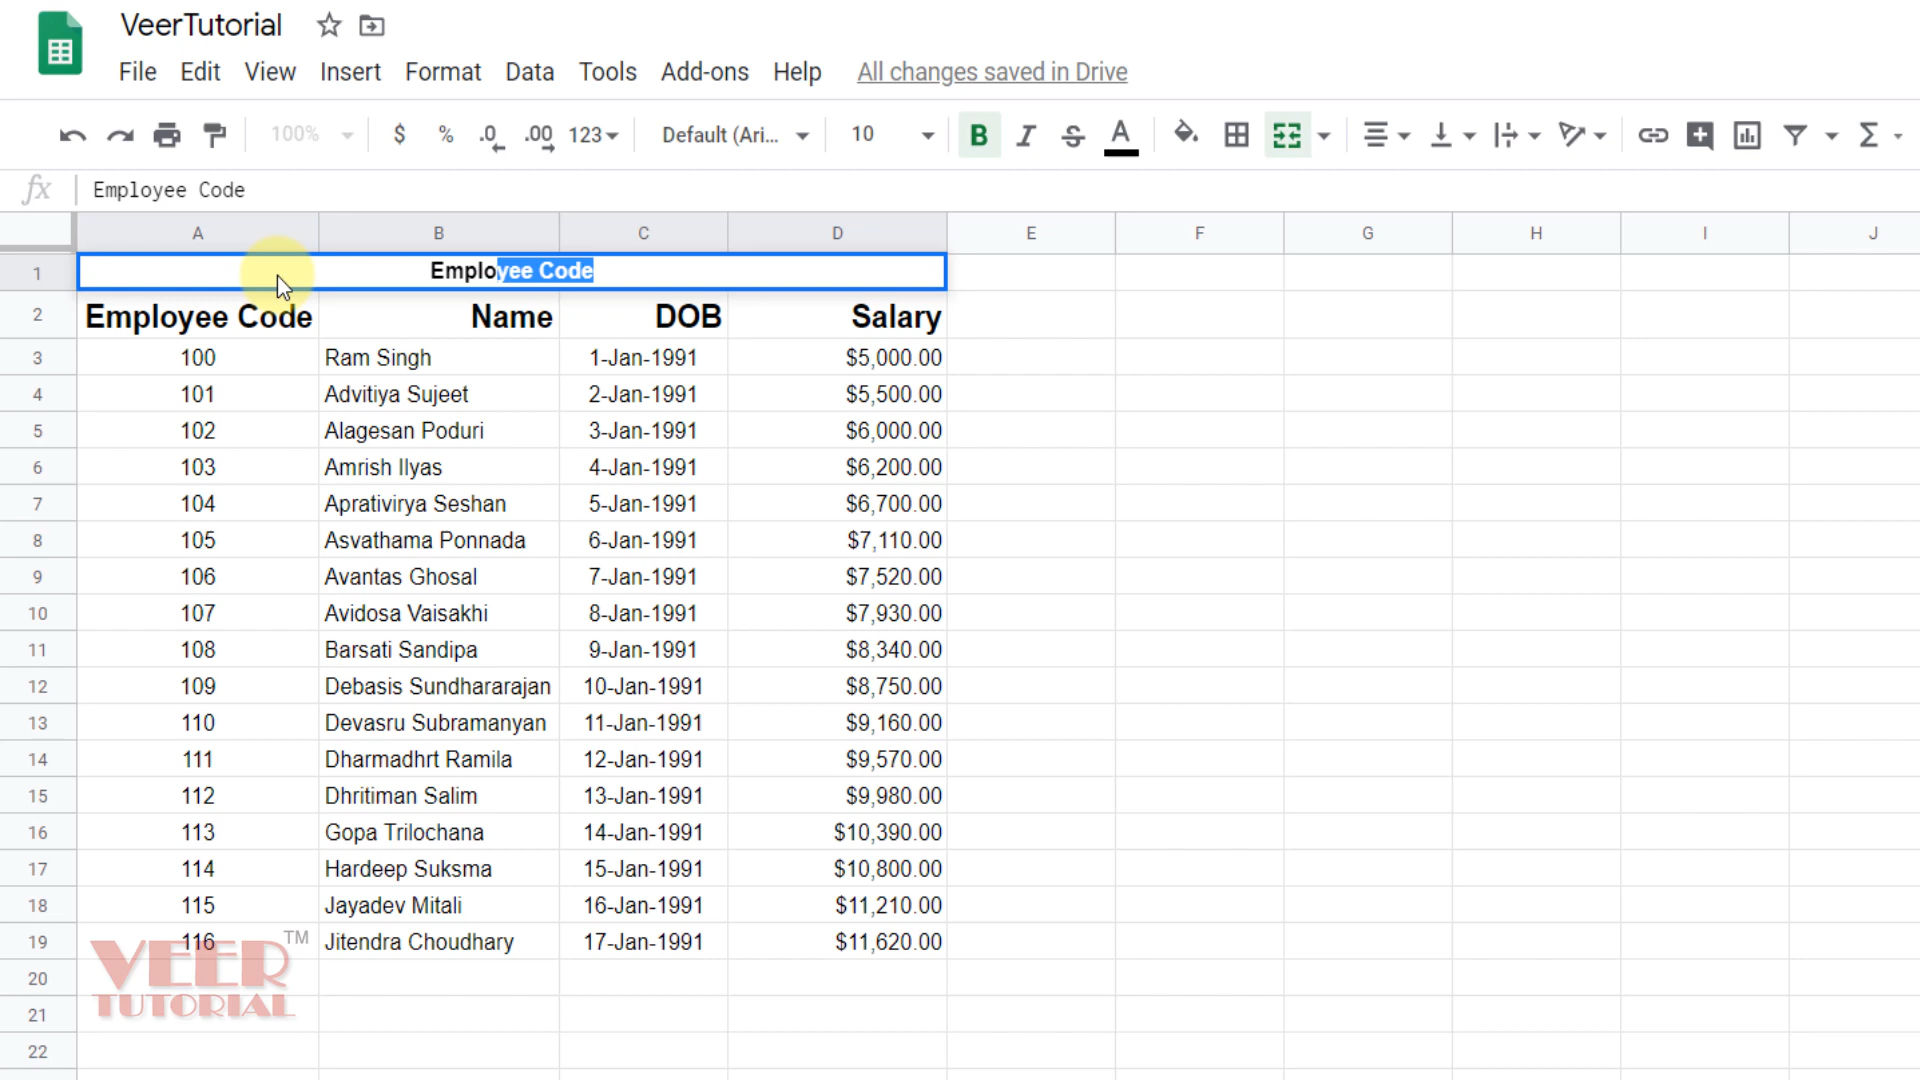 VeerTutorial
File Edit View Insert Format Data Tools Add-ons Help All changes saved in Drive
100% $ % .0 .00 123 Default (Ari... 10 B I S A Σ
fx Employee Code
A B C D E F G H I J
1 Employee Code
2 Employee Code Name DOB Salary
3 100 Ram Singh 1-Jan-1991 $5,000.00
4 101 Advitiya Sujeet 2-Jan-1991 $5,500.00
5 102 Alagesan Poduri 3-Jan-1991 $6,000.00
6 103 Amrish Ilyas 4-Jan-1991 $6,200.00
7 104 Aprativirya Seshan 5-Jan-1991 $6,700.00
8 105 Asvathama Ponnada 6-Jan-1991 $7,110.00
9 106 Avantas Ghosal 7-Jan-1991 $7,520.00
10 107 Avidosa Vaisakhi 8-Jan-1991 $7,930.00
11 108 Barsati Sandipa 9-Jan-1991 $8,340.00
12 109 Debasis Sundhararajan 10-Jan-1991 $8,750.00
13 110 Devasru Subramanyan 11-Jan-1991 $9,160.00
14 111 Dharmadhrt Ramila 12-Jan-1991 $9,570.00
15 112 Dhritiman Salim 13-Jan-1991 $9,980.00
16 113 Gopa Trilochana 14-Jan-1991 $10,390.00
17 114 Hardeep Suksma 15-Jan-1991 $10,800.00
18 115 Jayadev Mitali 16-Jan-1991 $11,210.00
19 116 Jitendra Choudhary 17-Jan-1991 $11,620.00
VEER TM
20
TUTORIAL
21
22